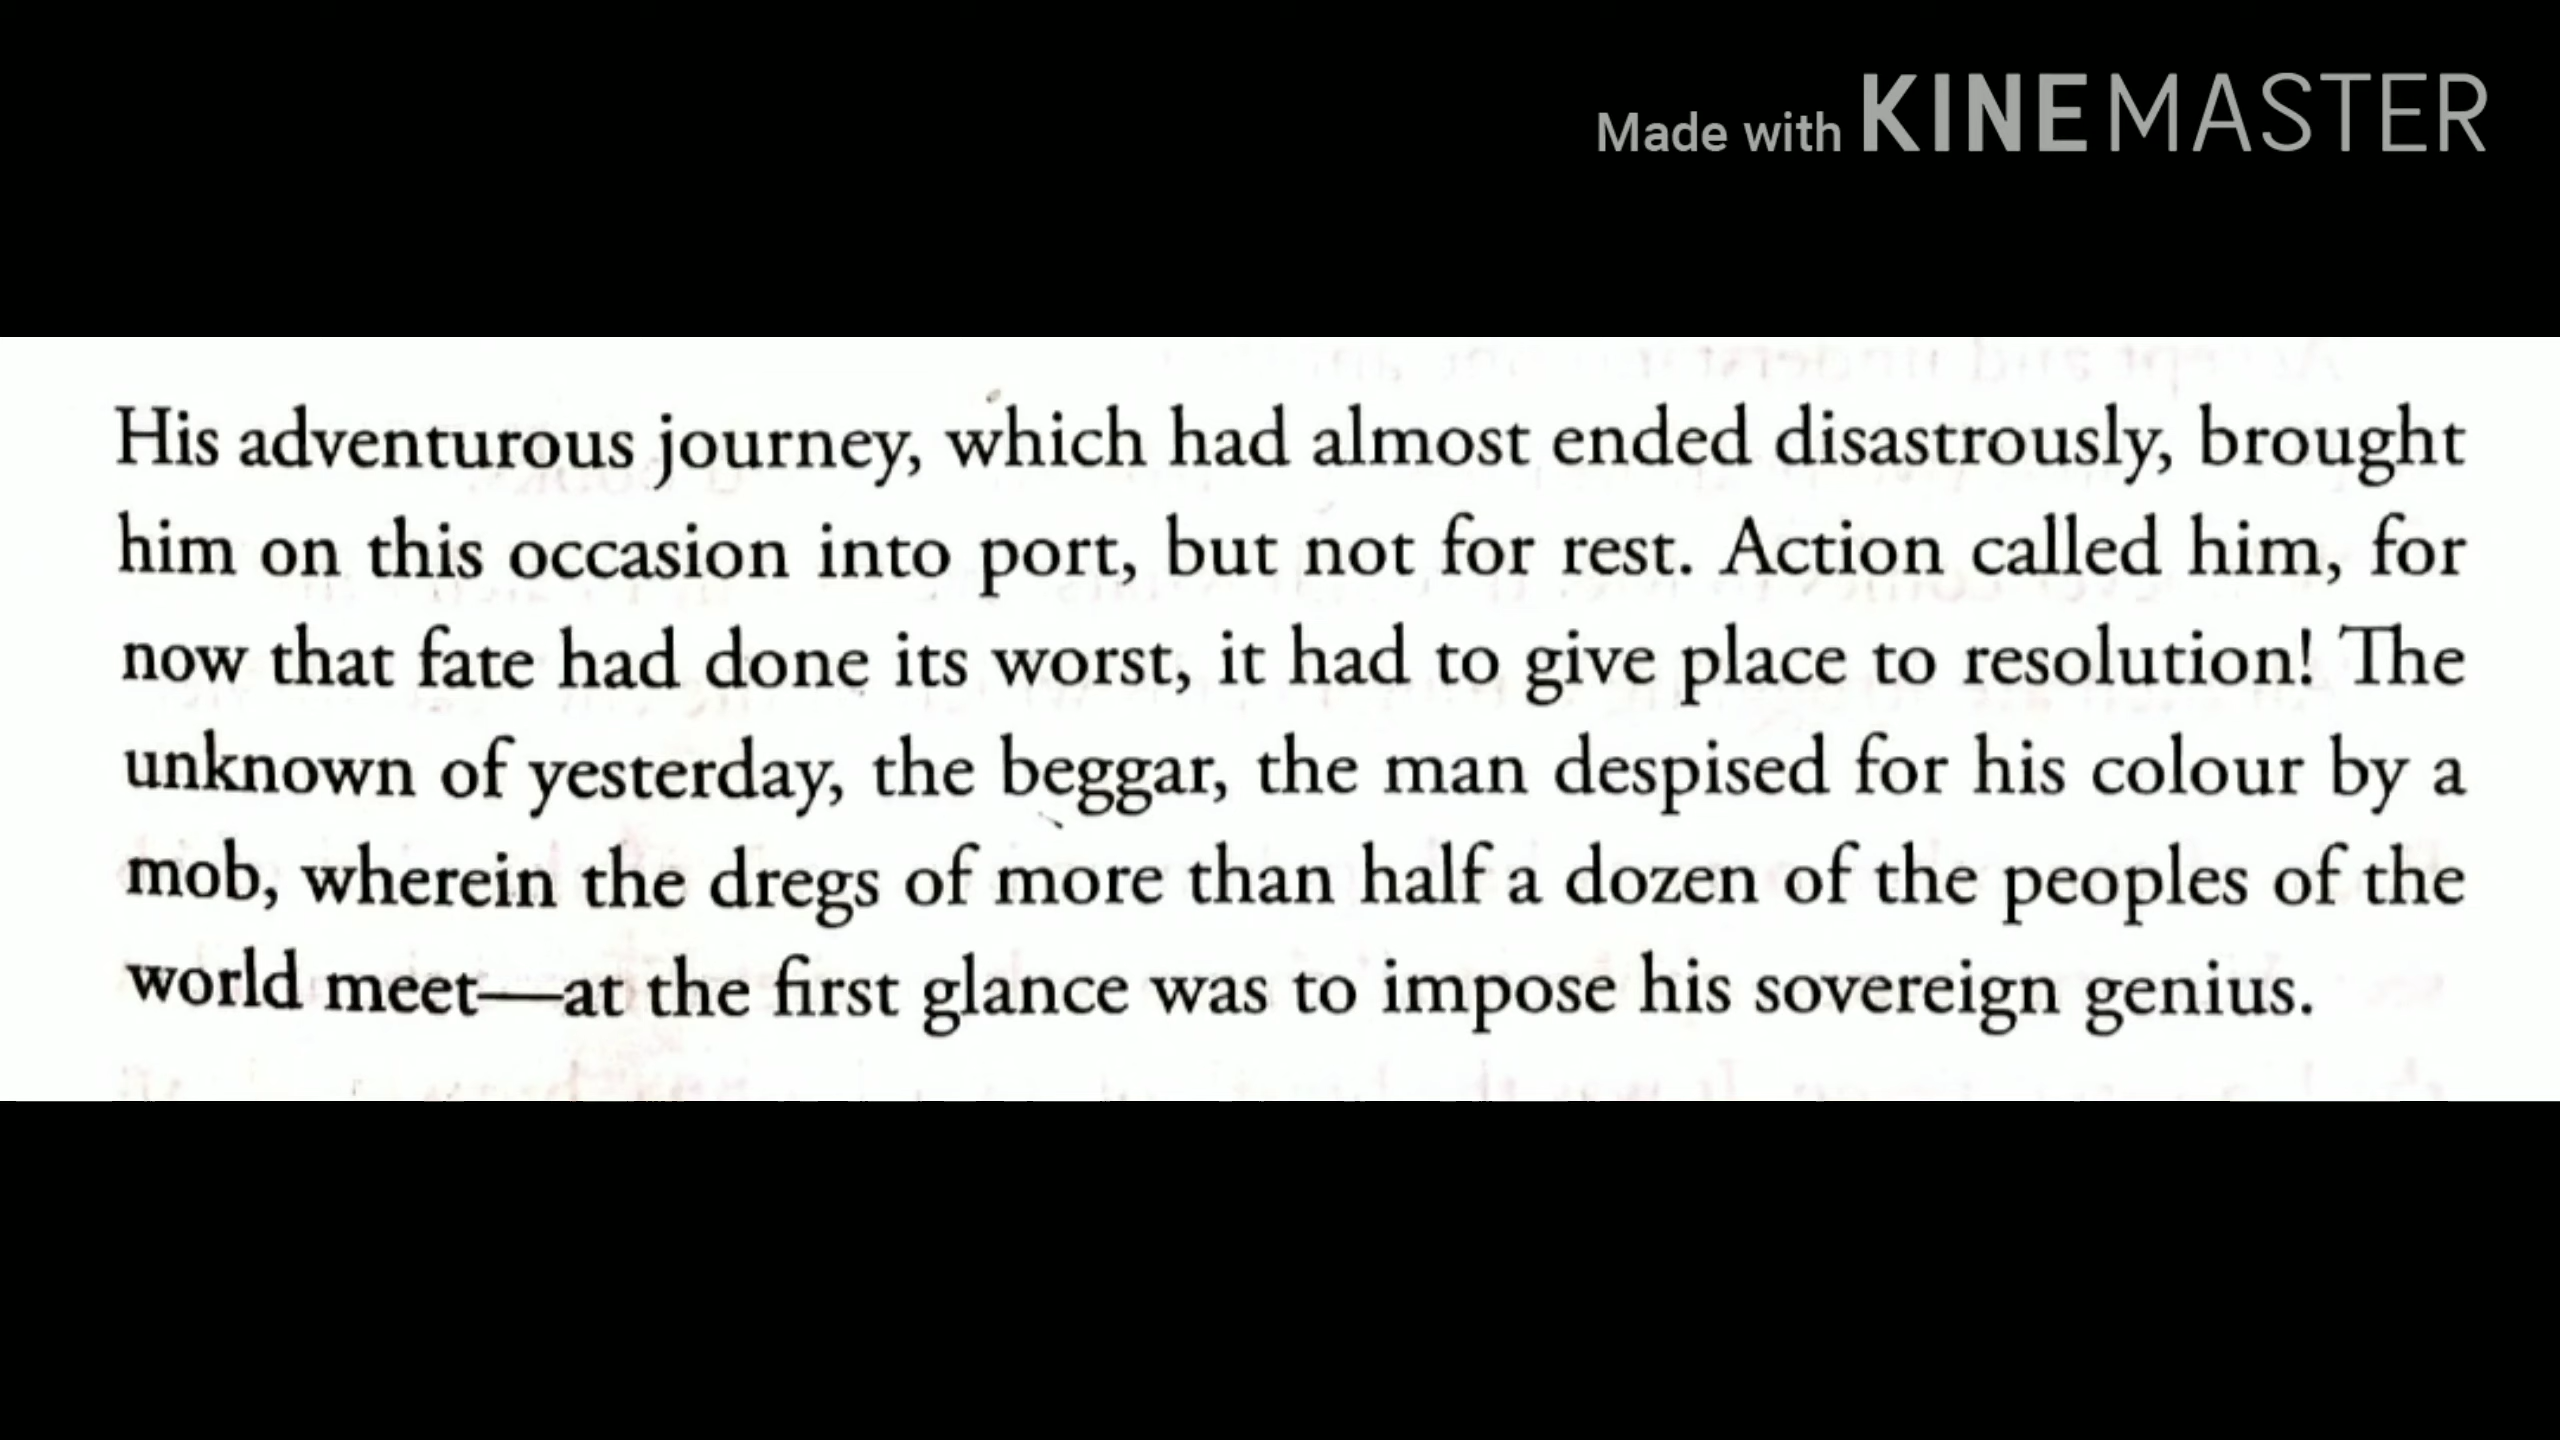 Made with KINEMASTER
His adventurous journey, which had almost ended disastrously, brought
him on this occasion into port, but not for rest. Action called him, for
now that fate had done its worst, it had to give place to resolution! The
unknown of yesterday, the beggar, the man despised for his colour by a
mob, wherein the dregs of more than half a dozen of the peoples of the
world meet—at the first glance was to impose his sovereign genius.